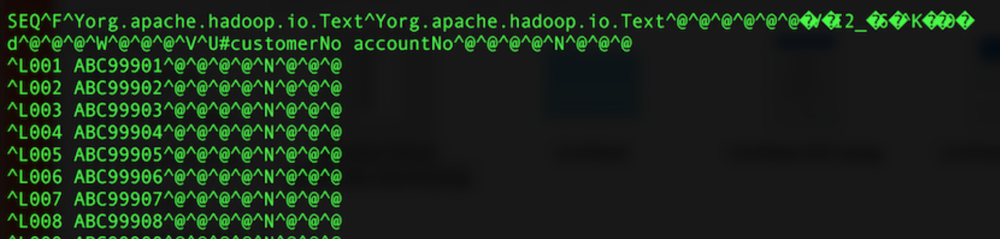 SEQ^F^Yorg.apache.hadoop.io.Text^Yorg.apache.hadoop.io.Text^@^@^@^@^@^@�V�I2_�6�^K��0�
d^@^@^@^W^@^@^@^V^U#customerNo accountNo^@^@^@^@^N^@^@^@
^L001 ABC99901^@^@^@^@^N^@^@^@
^L002 ABC99902^@^@^@^@^N^@^@^@
^L003 ABC99903^@^@^@^@^N^@^@^@
^L004 ABC99904^@^@^@^@^N^@^@^@
^L005 ABC99905^@^@^@^@^N^@^@^@
^L006 ABC99906^@^@^@^@^N^@^@^@
^L007 ABC99907^@^@^@^@^N^@^@^@
^L008 ABC99908^@^@^@^@^N^@^@^@